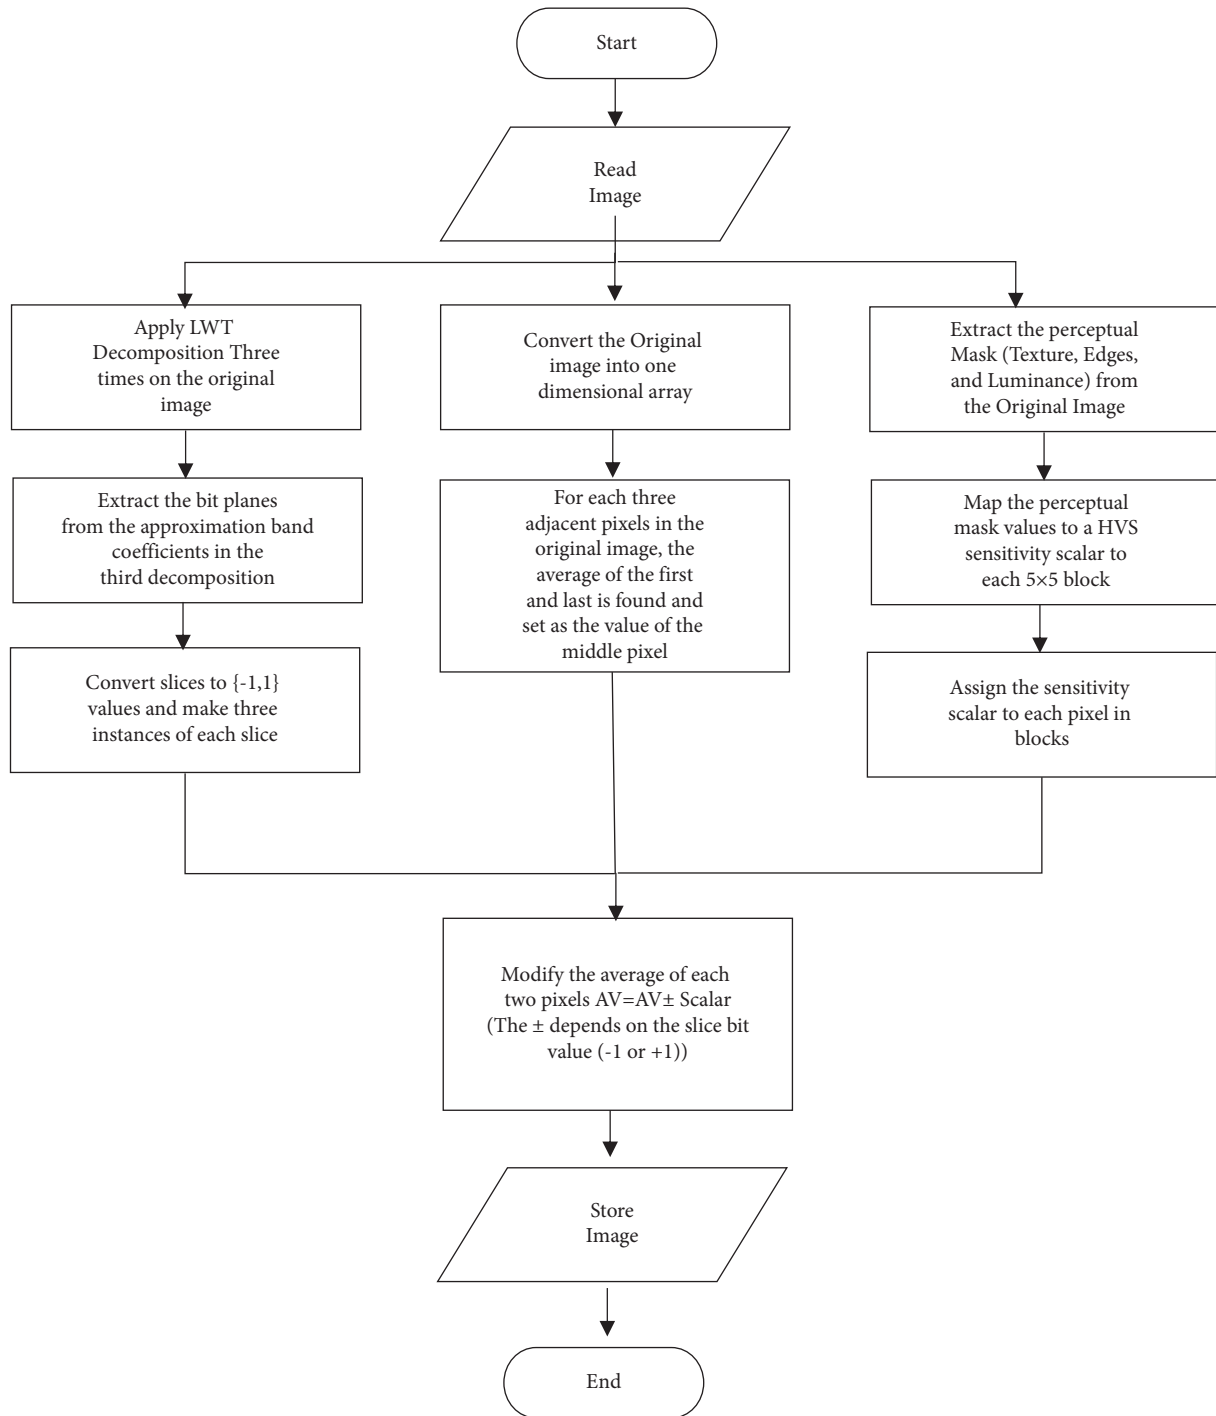 Start
Read
Image
Apply LWT
Decomposition Three
times on the original
image
Convert the Original
image into one
dimensional array
Extract the perceptual
Mask (Texture, Edges,
and Luminance) from
the Original Image
Extract the bit planes
from the approximation band
coefficients in the
third decomposition
For each three
adjacent pixels in the
original image, the
average of the first
and last is found and
set as the value of the
middle pixel
Map the perceptual
mask values to a HVS
sensitivity scalar to
each 5×5 block
Convert slices to {-1,1}
values and make three
instances of each slice
Assign the sensitivity
scalar to each pixel in
blocks
Modify the average of each
two pixels AV=AV± Scalar
(The ± depends on the slice bit
value (-1 or +1))
Store
Image
End